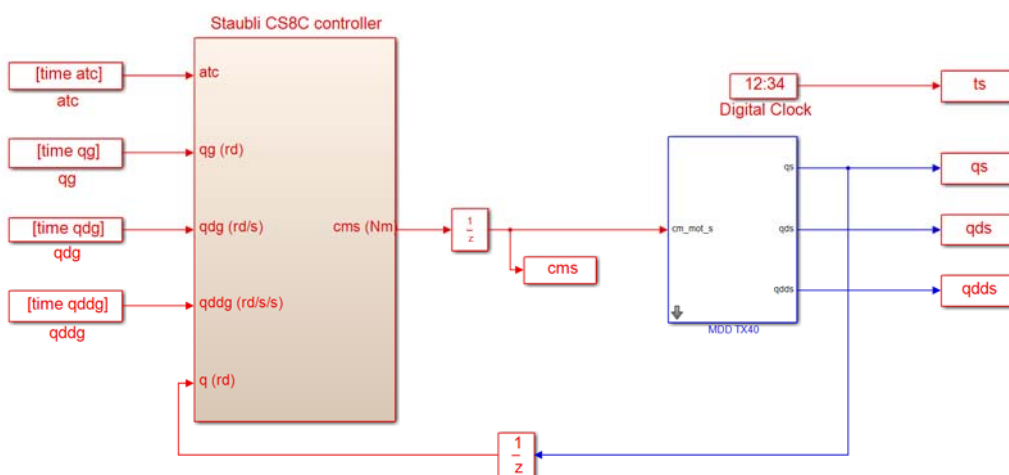 Staubli CS8C controller
[time atc]
atc
atc
12:34
Digital Clock
ts
[time qg]
qg
qg (rd)
qs
qs
[time qdg]
qdg
qdg (rd/s)
cms (Nm)
1
z
cm_mot_s
qds
qds
cms
[time qddg]
qddg
qddg (rd/s/s)
qdds
qdds
MDD TX40
q (rd)
1
z